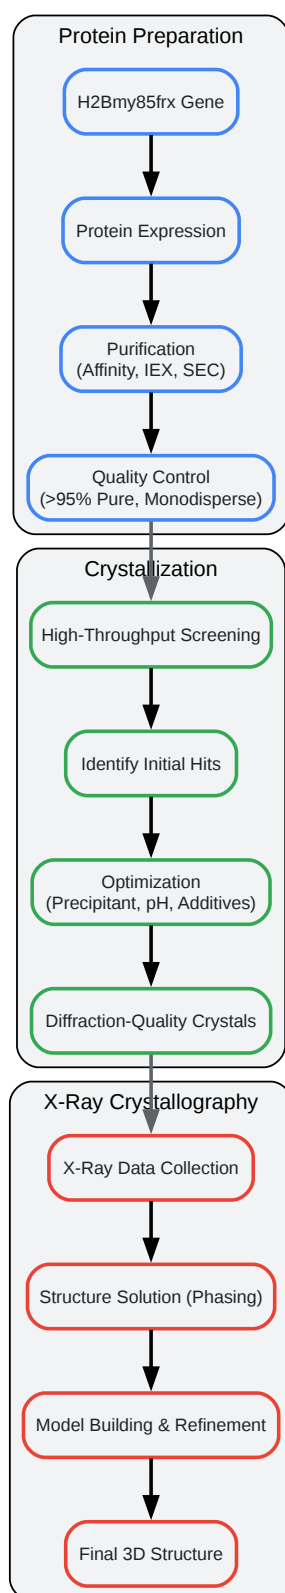 Protein Preparation
H2Bmy85frx Gene
Protein Expression
Purification
(Affinity, IEX, SEC)
Quality Control
(>95% Pure, Monodisperse)
Crystallization
High-Throughput Screening
Identify Initial Hits
Optimization
(Precipitant, pH, Additives)
Diffraction-Quality Crystals
X-Ray Crystallography
X-Ray Data Collection
Structure Solution (Phasing)
Model Building & Refinement
Final 3D Structure